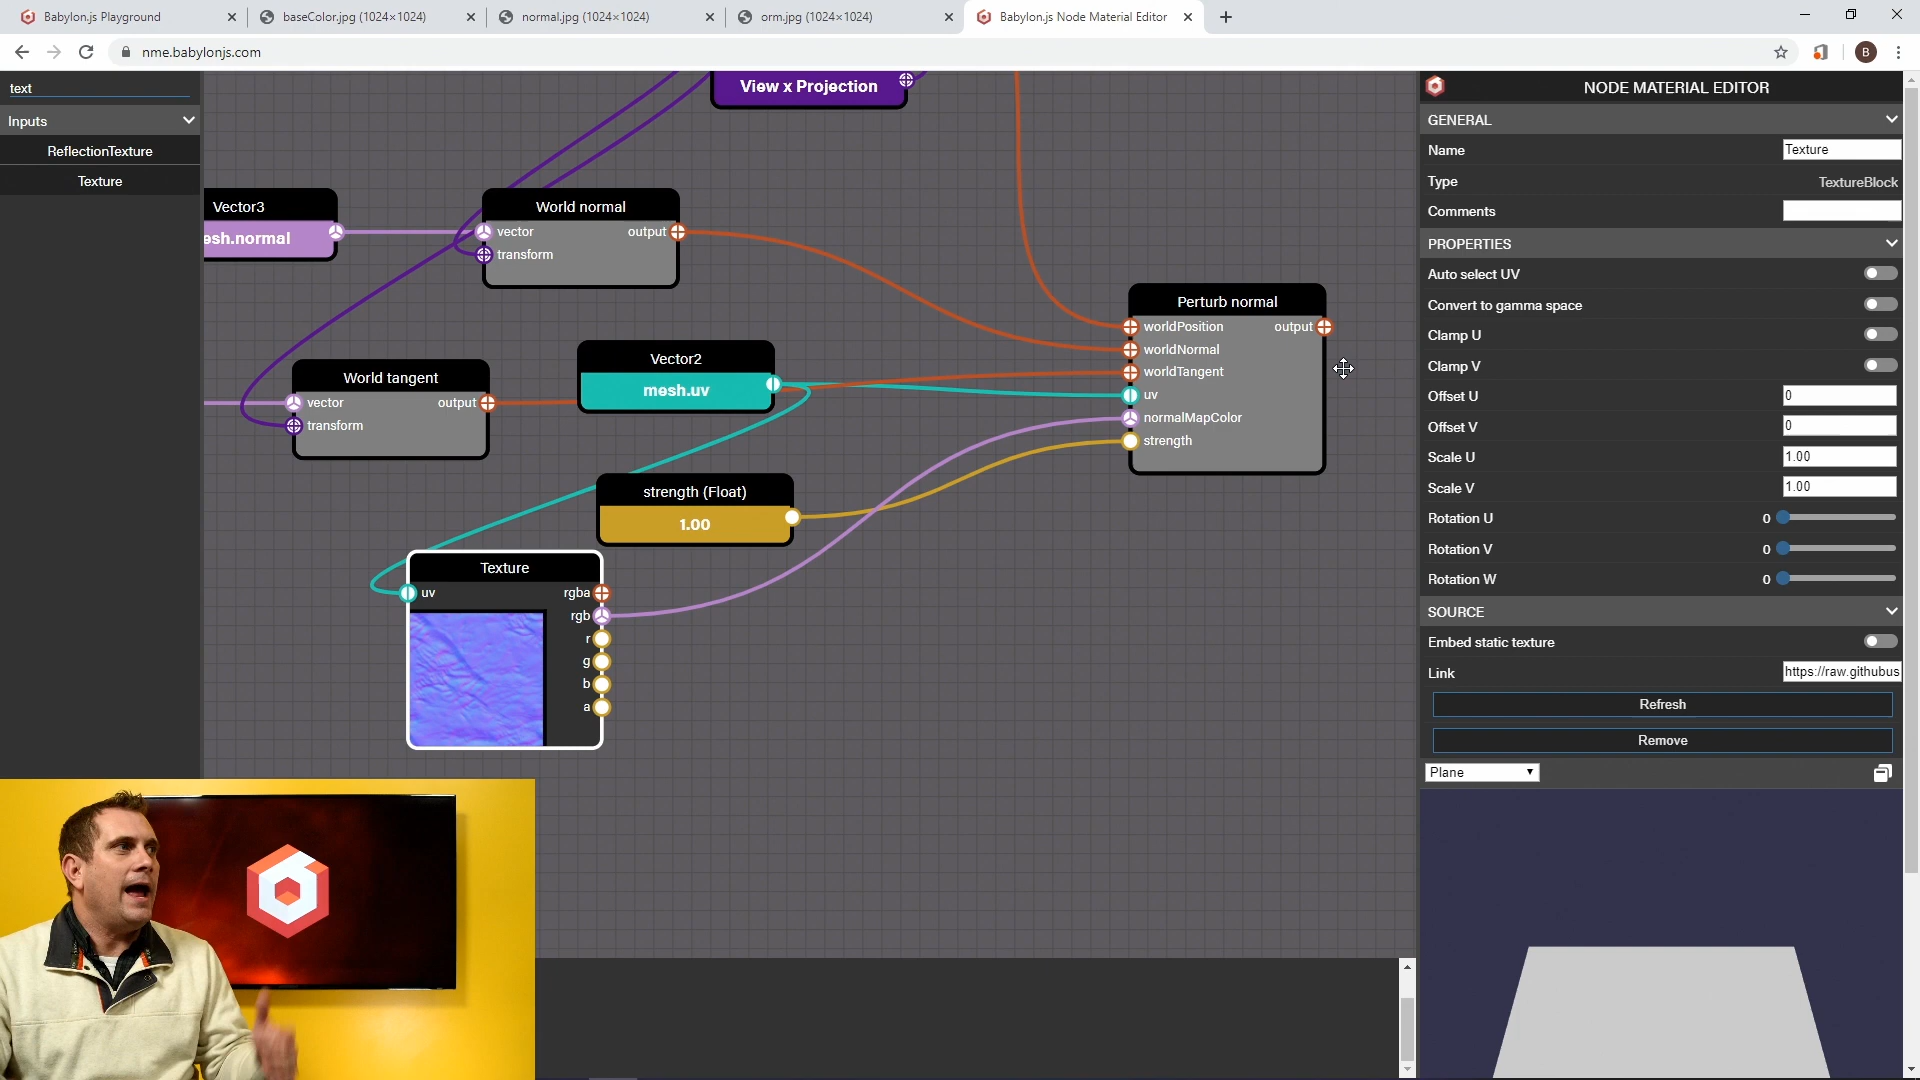 Babylon.js Playground
baseColor.jpg (1024×1024)
normal.jpg (1024×1024)
orm.jpg (1024×1024)
Babylon.js Node Material Editor
nme.babylonjs.com
B
text
Inputs
ReflectionTexture
Texture
View x Projection
Vector3
esh.normal
World normal
vector
output
transform
World tangent
vector
output
transform
Vector2
mesh.uv
strength (Float)
1.00
Texture
uv
rgba
rgb
r
g
b
a
Perturb normal
worldPosition
output
worldNormal
worldTangent
uv
normalMapColor
strength
NODE MATERIAL EDITOR
GENERAL
Name
Texture
Type
TextureBlock
Comments
PROPERTIES
Auto select UV
Convert to gamma space
Clamp U
Clamp V
Offset U
0
Offset V
0
Scale U
1.00
Scale V
1.00
Rotation U
0
Rotation V
0
Rotation W
0
SOURCE
Embed static texture
Link
https://raw.githubus
Refresh
Remove
Plane